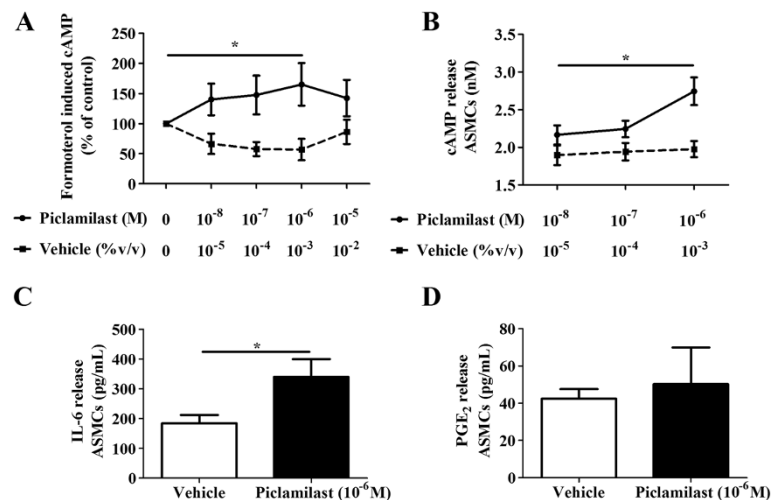 A
Formoterol induced cAMP
(% of control)
200
150
100
50
0
*
Piclamilast (M) 0 10⁻⁸ 10⁻⁷ 10⁻⁶ 10⁻⁵
Vehicle (%v/v) 0 10⁻⁵ 10⁻⁴ 10⁻³ 10⁻²
B
cAMP release
ASMCs (nM)
3.5
3.0
2.5
2.0
1.5
*
Piclamilast (M) 10⁻⁸ 10⁻⁷ 10⁻⁶
Vehicle (%v/v) 10⁻⁵ 10⁻⁴ 10⁻³
C
IL-6 release
ASMCs (pg/mL)
500
400
300
200
100
0
*
Vehicle Piclamilast (10⁻⁶M)
D
PGE₂ release
ASMCs (pg/mL)
80
60
40
20
0
Vehicle Piclamilast (10⁻⁶M)